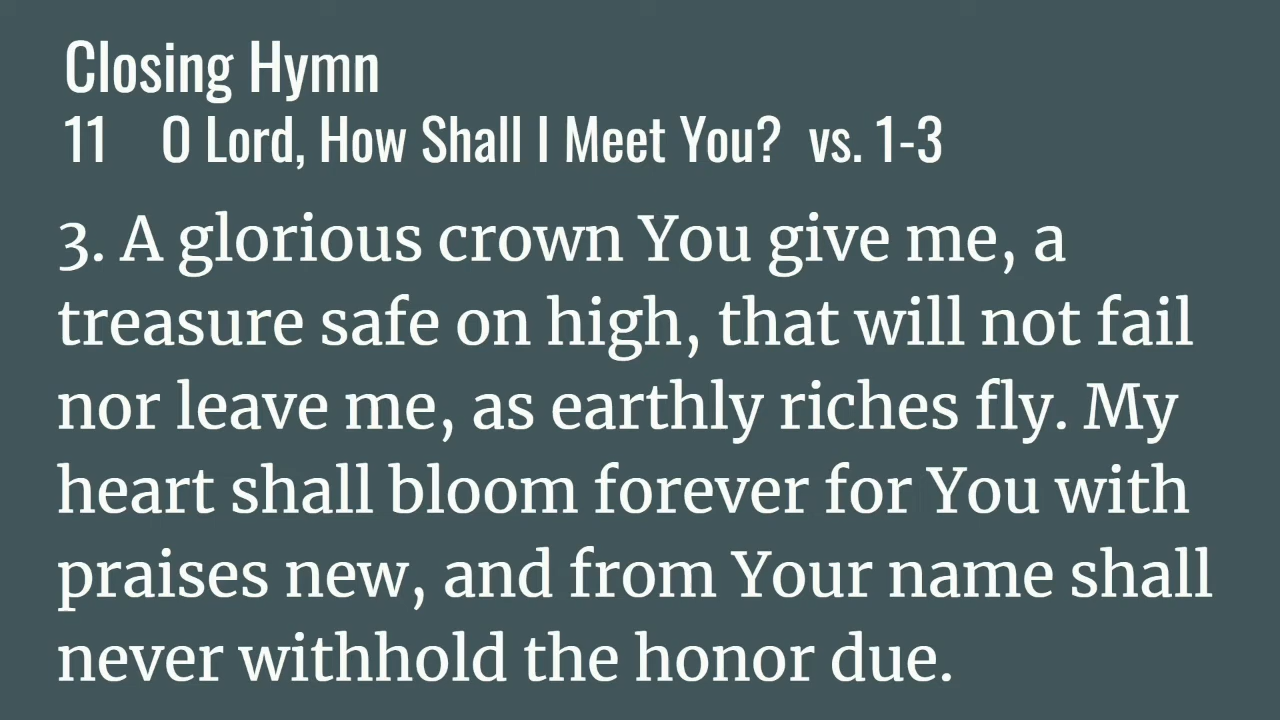 Closing Hymn
11 O Lord, How Shall I Meet You? vs. 1-3
3. A glorious crown You give me, a
treasure safe on high, that will not fail
nor leave me, as earthly riches fly. My
heart shall bloom forever for You with
praises new, and from Your name shall
never withhold the honor due.